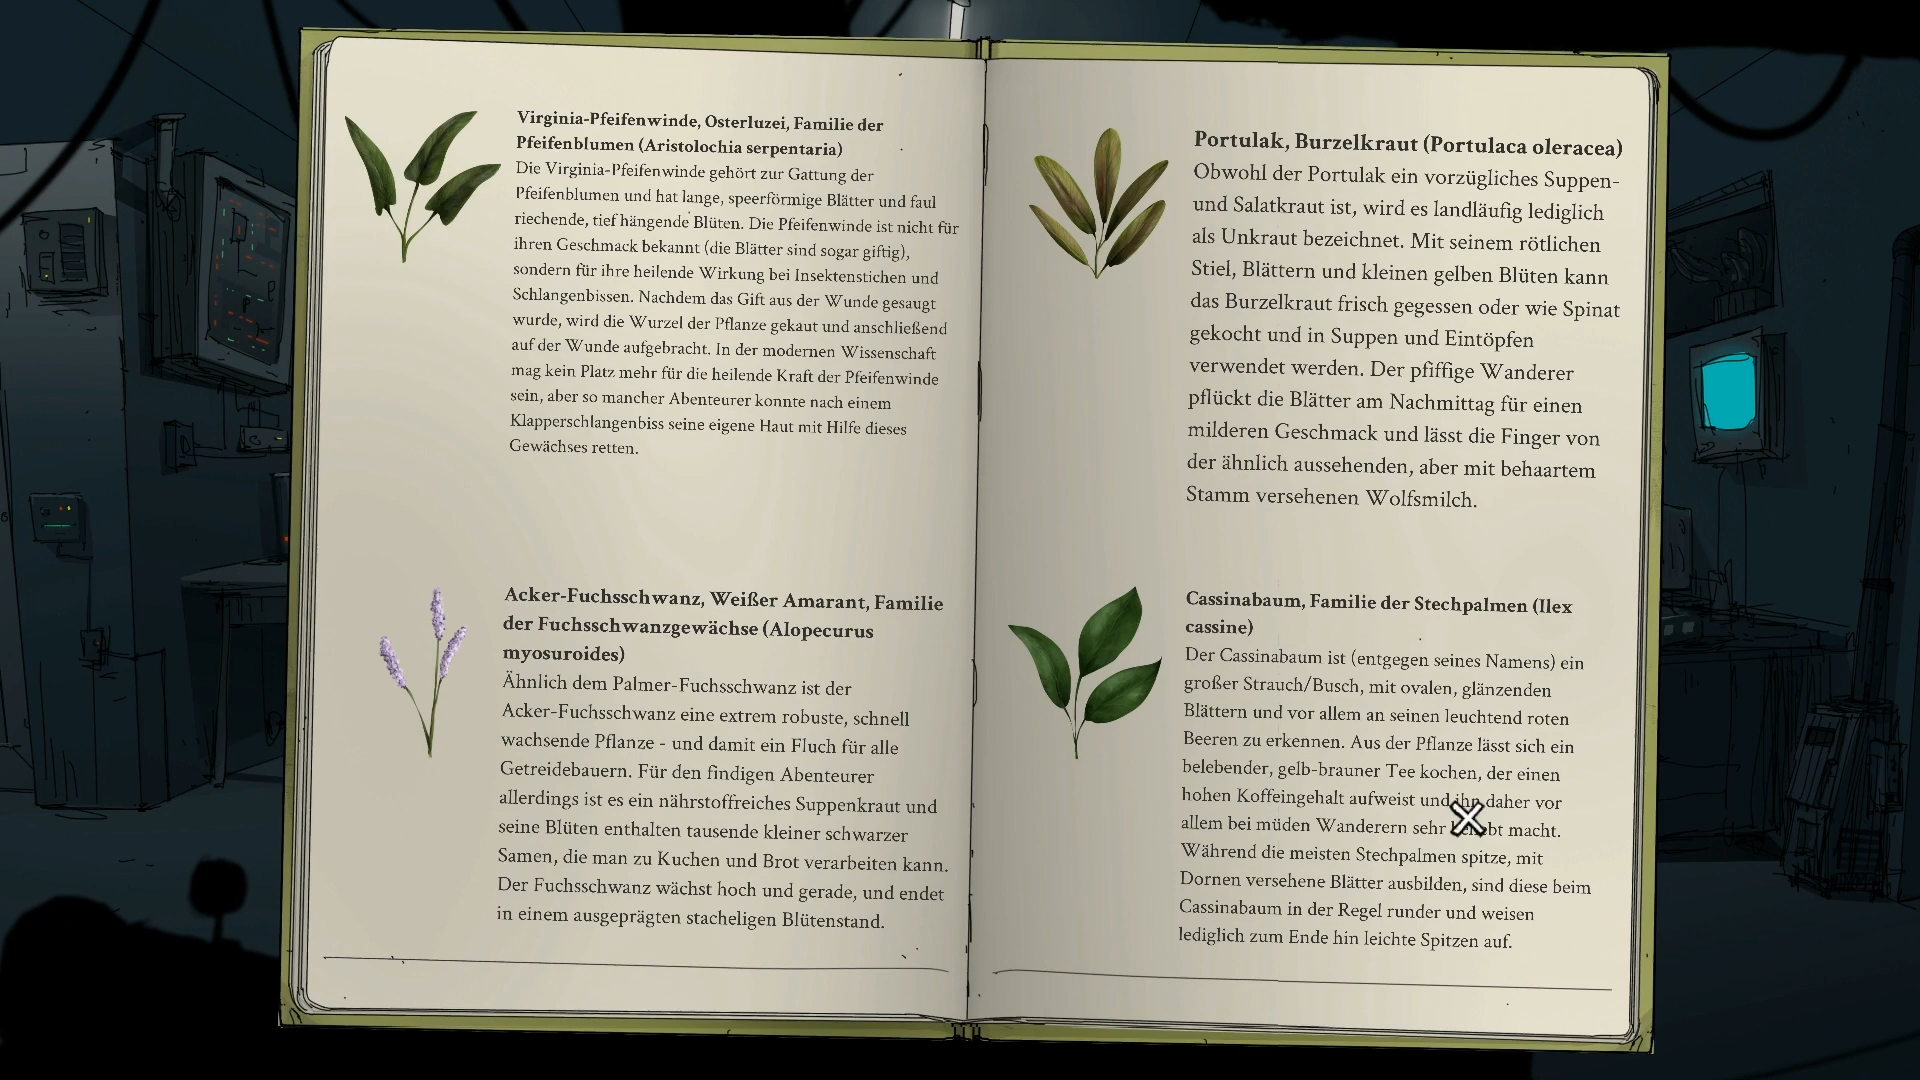 Virginia-Pfeifenwinde, Osterluzei, Familie der
Pfeifenblumen (Aristolochia serpentaria)
Die Virginia-Pfeifenwinde gehört zur Gattung der
Pfeifenblumen und hat lange, speerförmige Blätter und faul
riechende, tief hängende Blüten. Die Pfeifenwinde ist nicht für
ihren Geschmack bekannt (die Blätter sind sogar giftig),
sondern für ihre heilende Wirkung bei Insektenstichen und
Schlangenbissen. Nachdem das Gift aus der Wunde gesaugt
wurde, wird die Wurzel der Pflanze gekaut und anschließend
auf der Wunde aufgebracht. In der modernen Wissenschaft
mag kein Platz mehr für die heilende Kraft der Pfeifenwinde
sein, aber so mancher Abenteurer konnte nach einem
Klapperschlangenbiss seine eigene Haut mit Hilfe dieses
Gewächses retten.
Acker-Fuchsschwanz, Weißer Amarant, Familie
der Fuchsschwanzgewächse (Alopecurus
myosuroides)
Ähnlich dem Palmer-Fuchsschwanz ist der
Acker-Fuchsschwanz eine extrem robuste, schnell
wachsende Pflanze - und damit ein Fluch für alle
Getreidebauern. Für den findigen Abenteurer
allerdings ist es ein nährstoffreiches Suppenkraut und
seine Blüten enthalten tausende kleiner schwarzer
Samen, die man zu Kuchen und Brot verarbeiten kann.
Der Fuchsschwanz wächst hoch und gerade, und endet
in einem ausgeprägten stacheligen Blütenstand.
Portulak, Burzelkraut (Portulaca oleracea)
Obwohl der Portulak ein vorzügliches Suppen-
und Salatkraut ist, wird es landläufig lediglich
als Unkraut bezeichnet. Mit seinem rötlichen
Stiel, Blättern und kleinen gelben Blüten kann
das Burzelkraut frisch gegessen oder wie Spinat
gekocht und in Suppen und Eintöpfen
verwendet werden. Der pfiffige Wanderer
pflückt die Blätter am Nachmittag für einen
milderen Geschmack und lässt die Finger von
der ähnlich aussehenden, aber mit behaartem
Stamm versehenen Wolfsmilch.
Cassinabaum, Familie der Stechpalmen (Ilex
cassine)
Der Cassinabaum ist (entgegen seines Namens) ein
großer Strauch/Busch, mit ovalen, glänzenden
Blättern und vor allem an seinen leuchtend roten
Beeren zu erkennen. Aus der Pflanze lässt sich ein
belebender, gelb-brauner Tee kochen, der einen
hohen Koffeingehalt aufweist und ihn daher vor
allem bei müden Wanderern sehr beliebt macht.
Während die meisten Stechpalmen spitze, mit
Dornen versehene Blätter ausbilden, sind diese beim
Cassinabaum in der Regel runder und weisen
lediglich zum Ende hin leichte Spitzen auf.